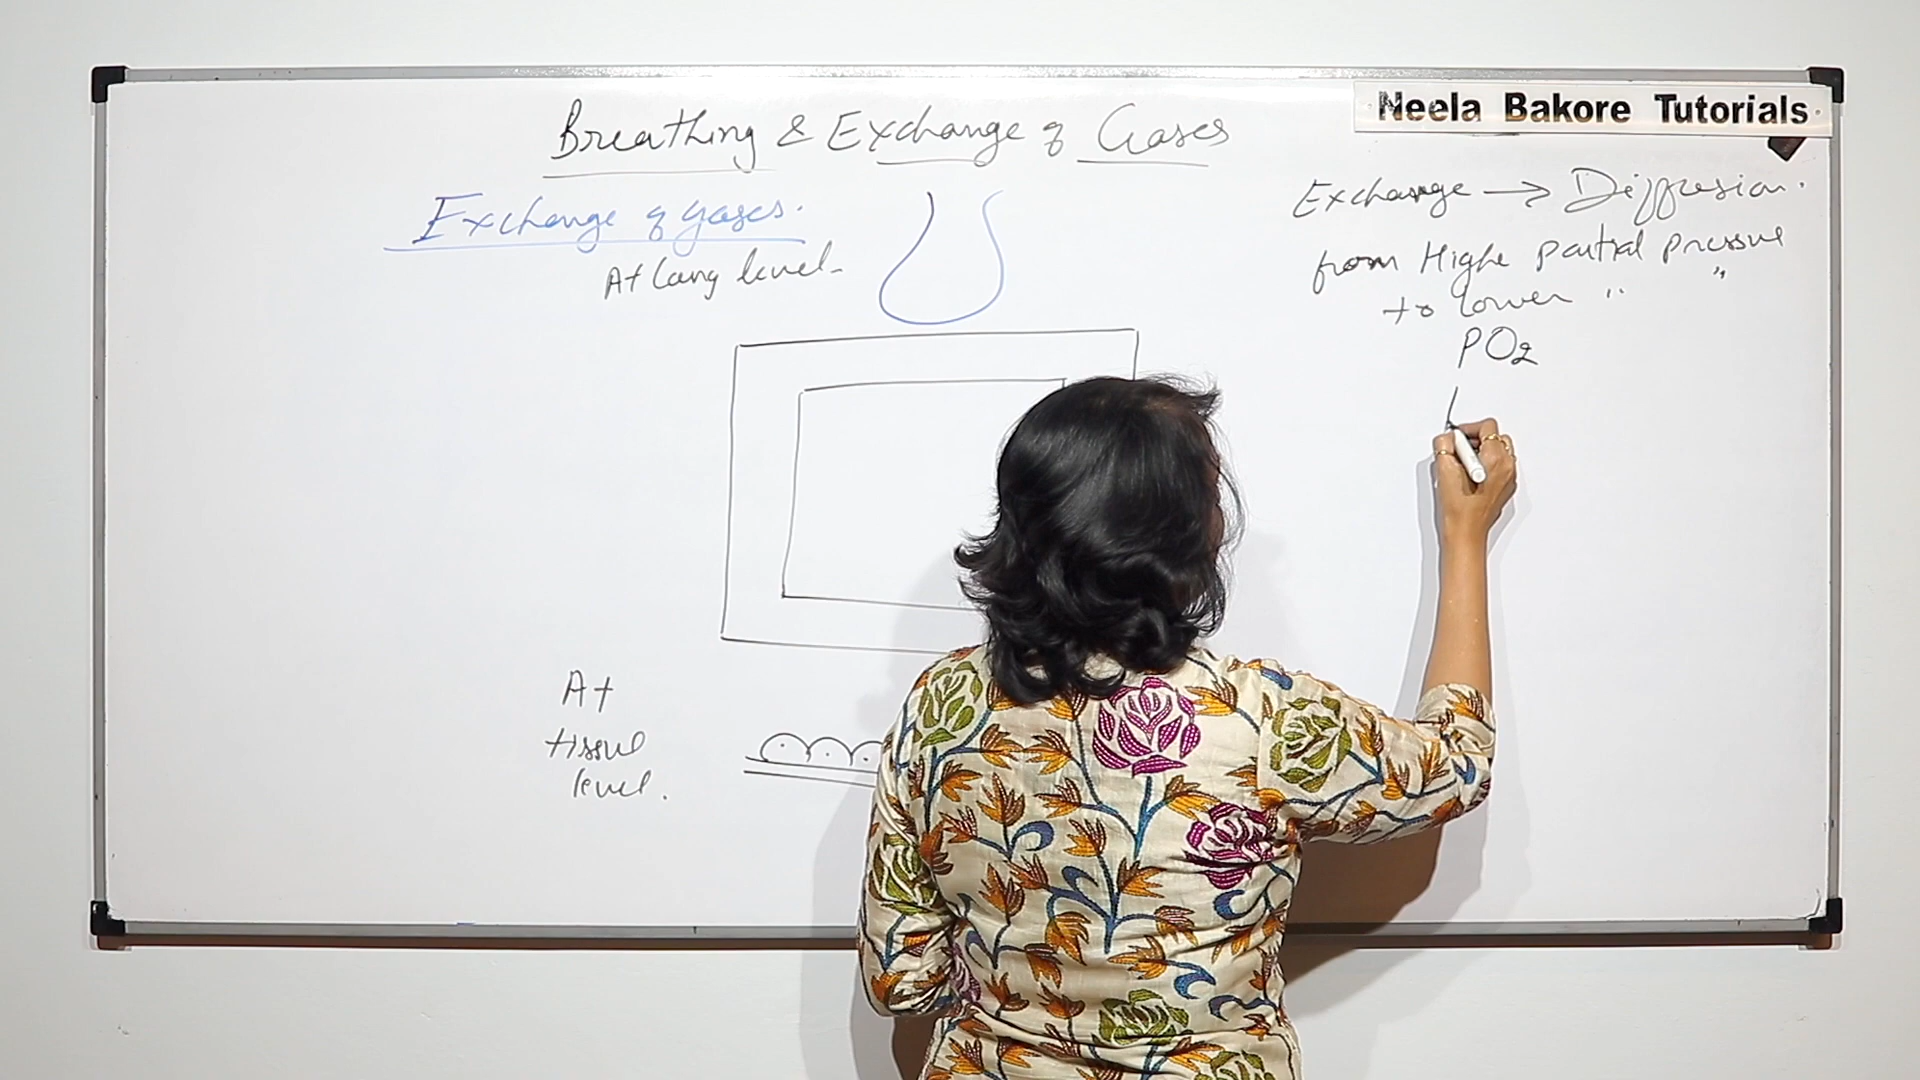 Neela Bakore Tutorials
Breathing & Exchange of Gases
Exchange of gases.
At lung level-
Exchange → Diffusion.
from Highe partial pressure
to lower " "
PO2
At
tissue
level.